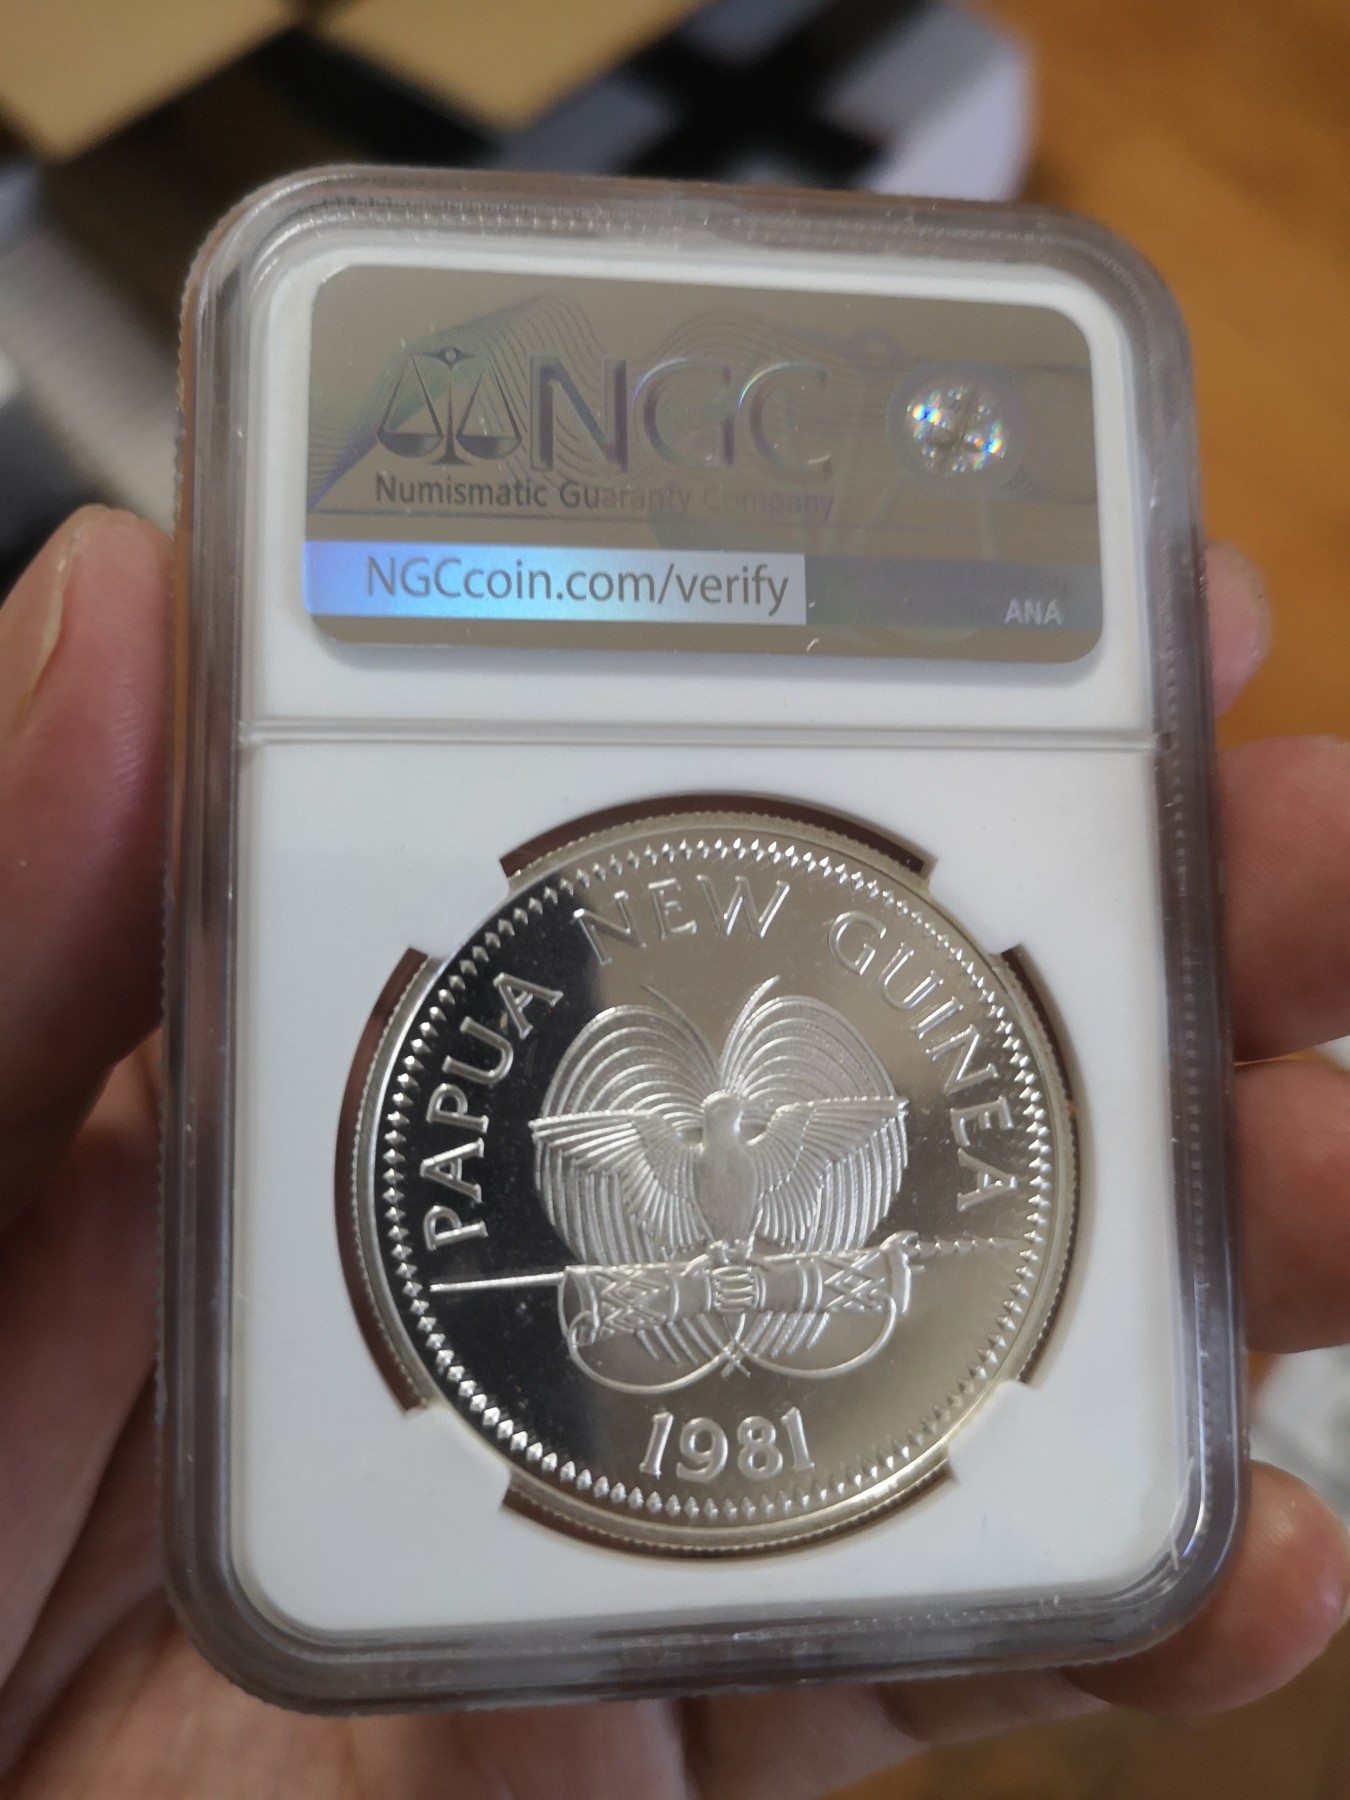 NGC
Numismatic Guaranty Company
NGCcoin.com/verify
ANA
PAPUA NEW GUINEA
1981